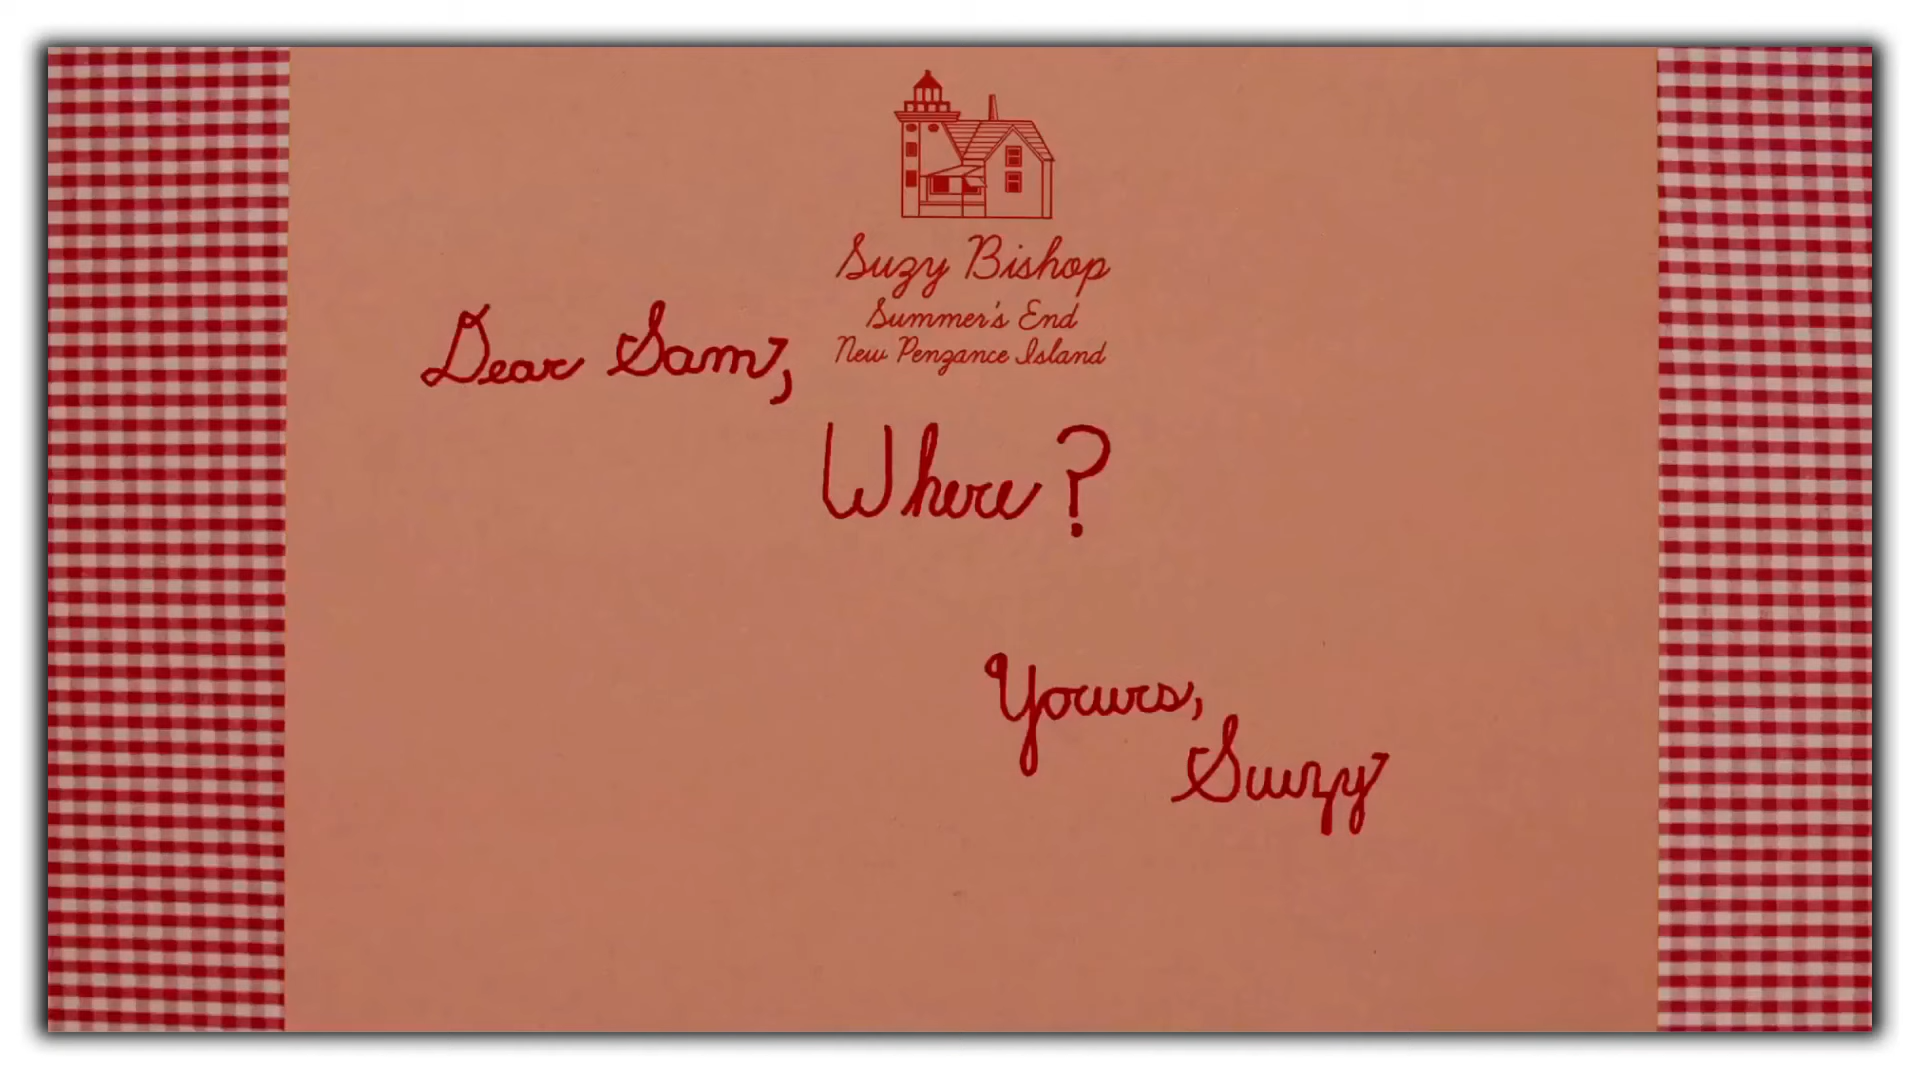 Suzy Bishop
Summer's End
New Penzance Island
Dear Sam,
Where?
Yours,
Suzy